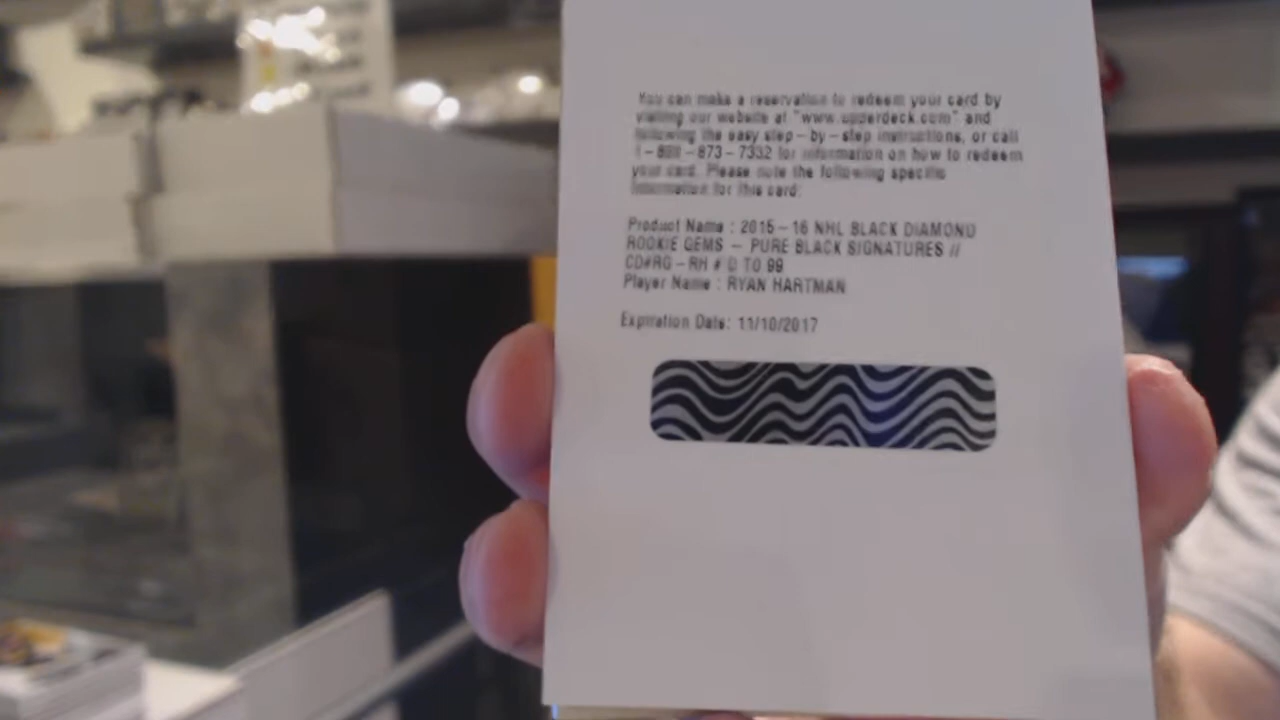 You can make a reservation to redeem your card by
visiting our website at "www.upperdeck.com" and
following the easy step-by-step instructions, or call
1-888-873-7332 for information on how to redeem
your card. Please note the following specific
information for this card:
Product Name : 2015-16 NHL BLACK DIAMOND
ROOKIE GEMS - PURE BLACK SIGNATURES //
CD#RG-RH # D TO 99
Player Name : RYAN HARTMAN
Expiration Date: 11/10/2017